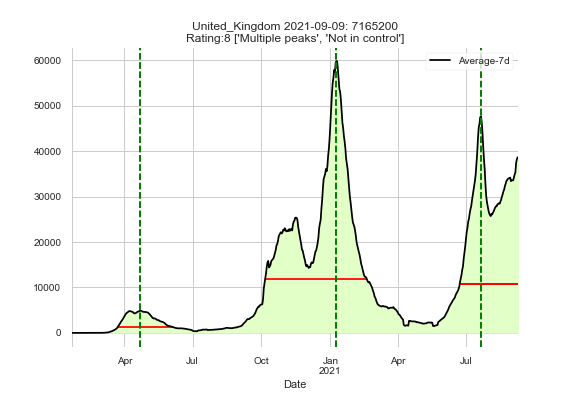 United_Kingdom 2021-09-09: 7165200
Rating:8 ['Multiple peaks', 'Not in control']
Average-7d
60000
50000
40000
30000
20000
10000
0
Apr
Jul
Oct
Jan
2021
Apr
Jul
Date